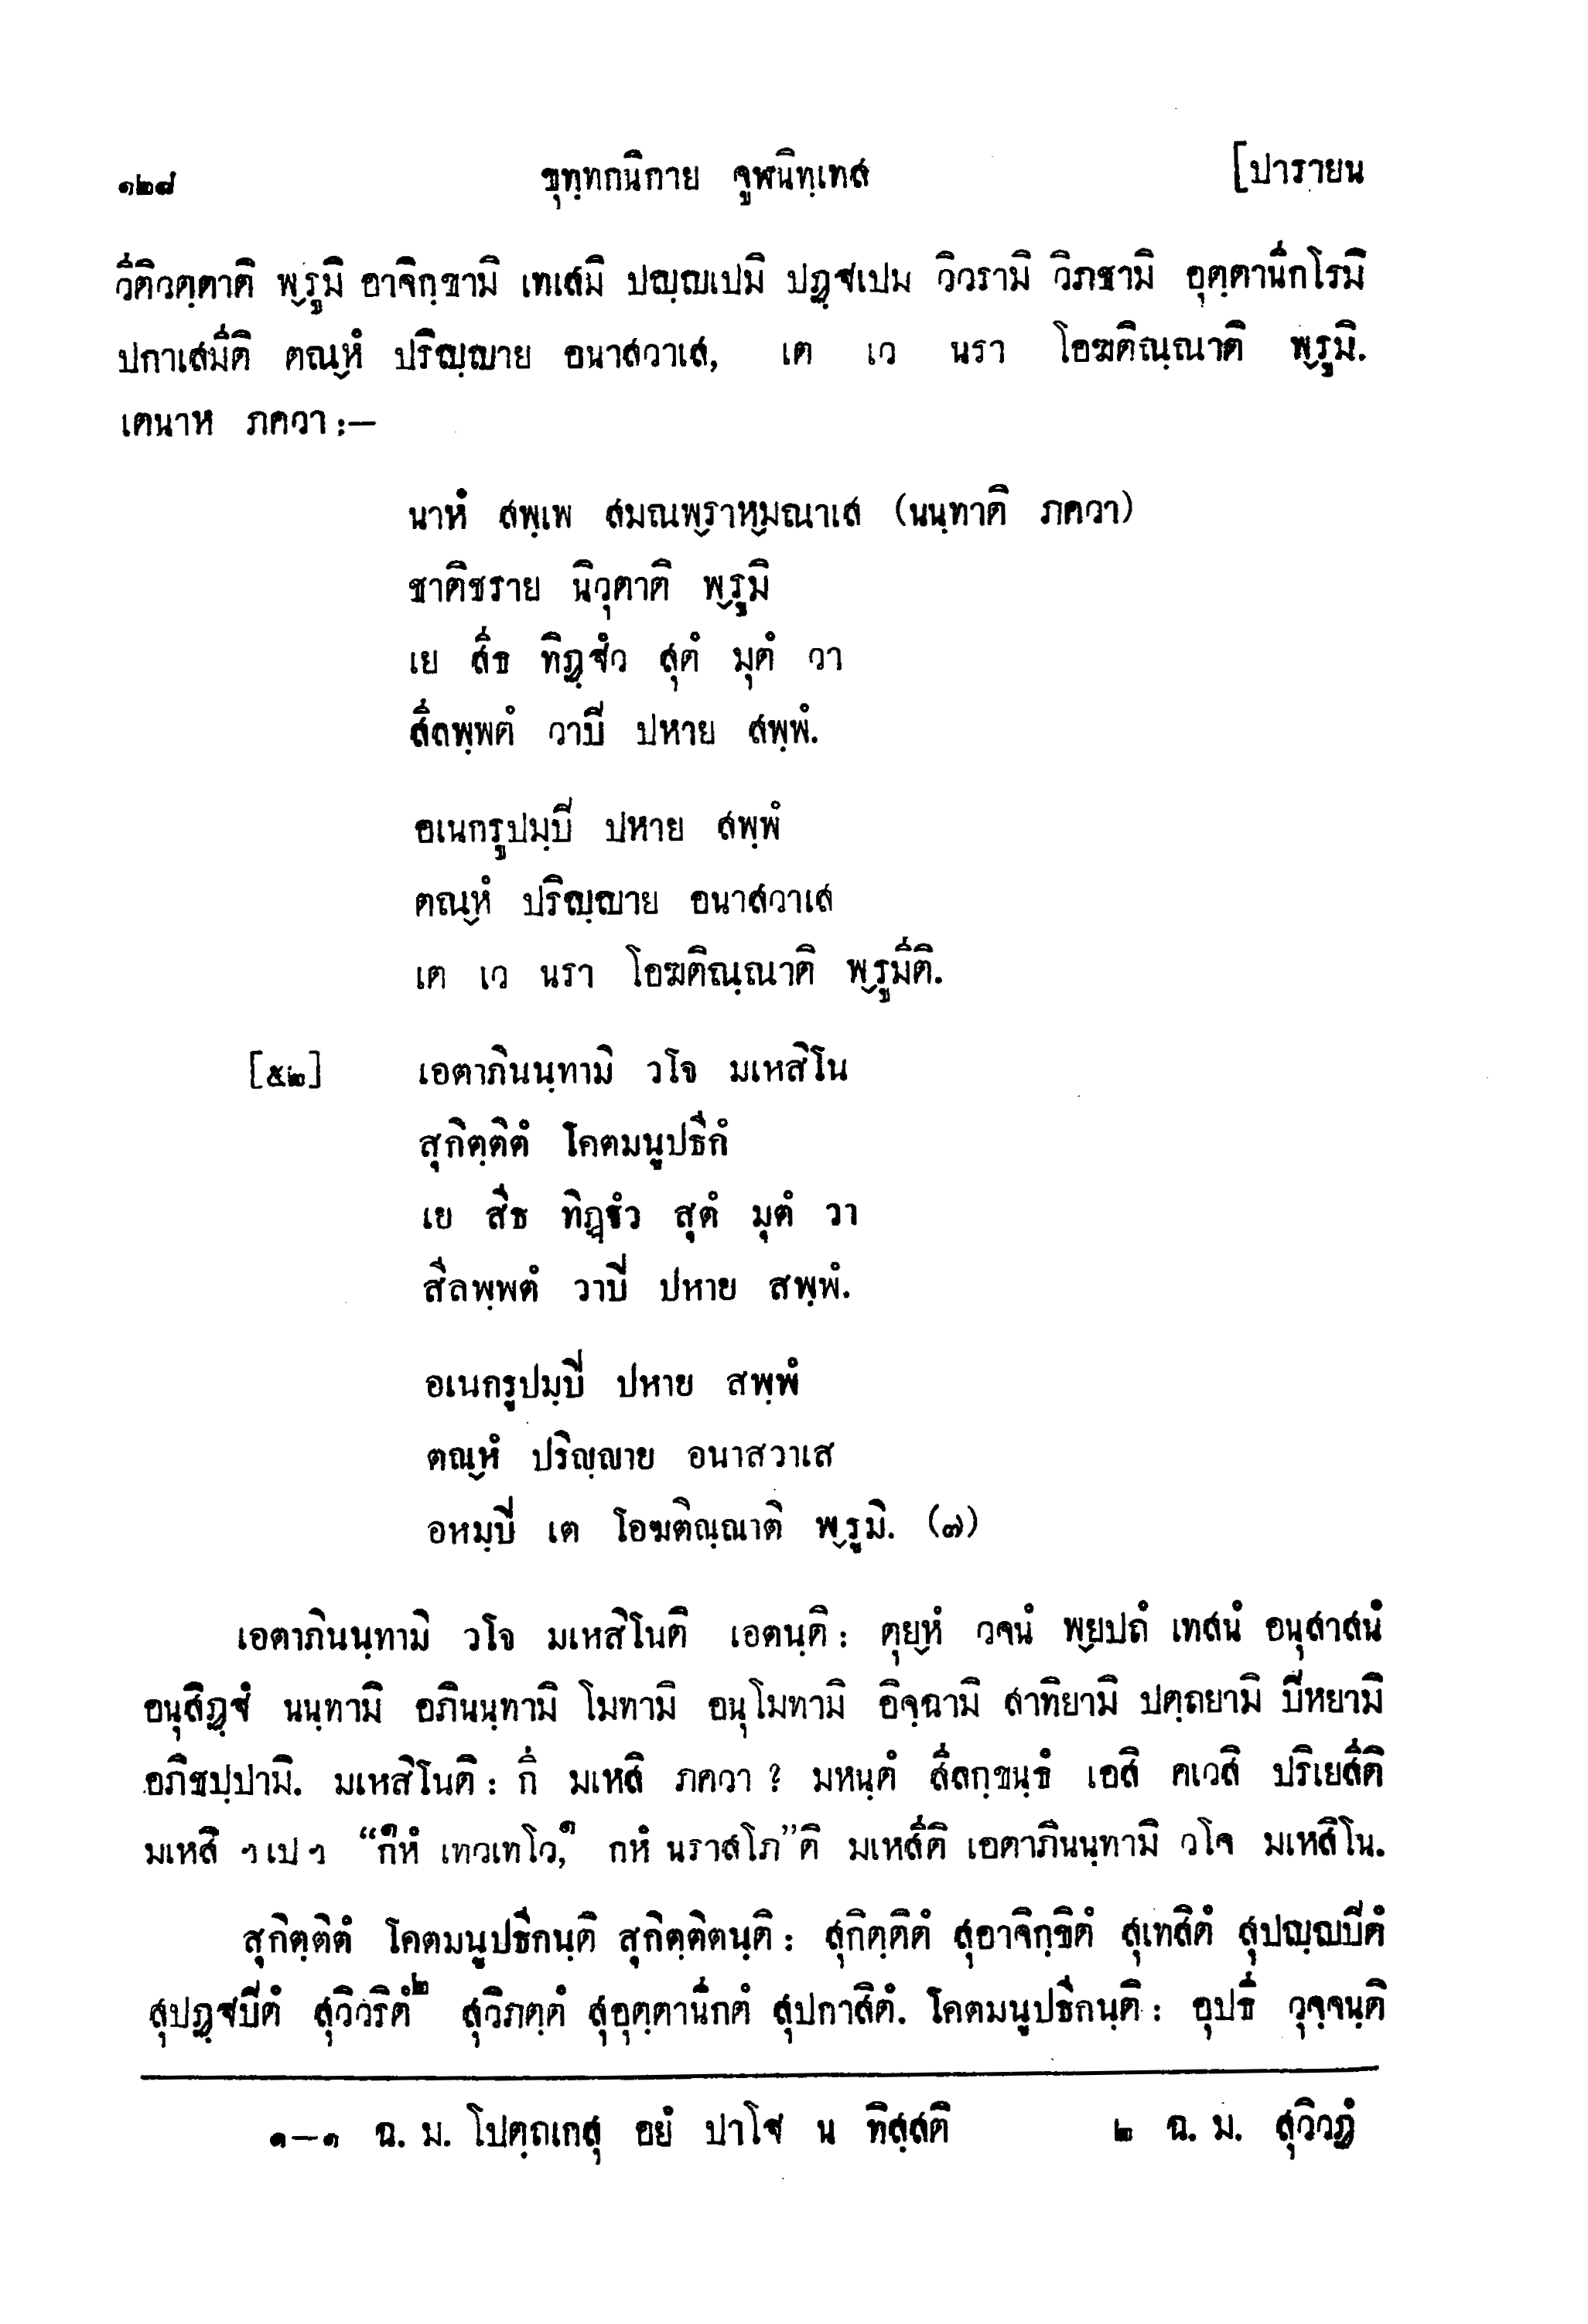 ๑๒๘ ขุทฺทกนิกาย จูฬนิทฺเทส [ปารายน
วีติวตฺตาติ พฺรูมิ อาจิกฺขามิ เทเสมิ ปญฺญเปมิ ปฏฺฐเปมิ วิวรามิ วิภชามิ อุตฺตานีกโรมิ
ปกาเสมีติ ตณฺหํ ปริญฺญาย อนาสวาเส, เต เว นรา โอฆติณฺณาติ พฺรูมิ.
เตนาห ภควา :—
นาหํ สพฺเพ สมณพฺราหฺมณาเส (นนฺทาติ ภควา)
ชาติชราย นิวุตาติ พฺรูมิ
เย สีธ ทิฏฺฐํว สุตํ มุตํ วา
สีลพฺพตํ วาปิ ปหาย สพฺพํ.
อเนกรูปมฺปิ ปหาย สพฺพํ
ตณฺหํ ปริญฺญาย อนาสวาเส
เต เว นรา โอฆติณฺณาติ พฺรูมีติ.
[๕๒] เอตาภินนฺทามิ วโจ มเหสิโน
สุกิตฺติตํ โคตมนูปธีกํ
เย สีธ ทิฏฺฐํว สุตํ มุตํ วา
สีลพฺพตํ วาปิ ปหาย สพฺพํ.
อเนกรูปมฺปิ ปหาย สพฺพํ
ตณฺหํ ปริญฺญาย อนาสวาเส
อหมฺปิ เต โอฆติณฺณาติ พฺรูมิ. (๗)
เอตาภินนฺทามิ วโจ มเหสิโนติ เอตนฺติ : ตุยฺหํ วจนํ พฺยปถํ เทสนํ อนุสาสนํ
อนุสิฏฺฐํ นนฺทามิ อภินนฺทามิ โมทามิ อนุโมทามิ อิจฺฉามิ สาทิยามิ ปตฺถยามิ ปิหยามิ
อภิชปฺปามิ. มเหสิโนติ : กึ มเหสิ ภควา ? มหนฺตํ สีลกฺขนฺธํ เอสิ คเวสิ ปริเยสีติ
มเหสิ ฯเปฯ “๑กหํ เทวเทโว,๑ กหํ นราสโภ”ติ มเหสีติ เอตาภินนฺทามิ วโจ มเหสิโน.
สุกิตฺติตํ โคตมนูปธีกนฺติ สุกิตฺติตนฺติ : สุกิตฺติตํ สุอาจิกฺขิตํ สุเทสิตํ สุปญฺญปิตํ
สุปฏฺฐปิตํ สุวิวริตํ๒ สุวิภตฺตํ สุอุตฺตานีกตํ สุปกาสิตํ. โคตมนูปธีกนฺติ : อุปธี วุจฺจนฺติ
๑—๑ ฉ. ม. โปตฺถเกสุ อยํ ปาโฐ น ทิสฺสติ ๒ ฉ. ม. สุวิวฏํ